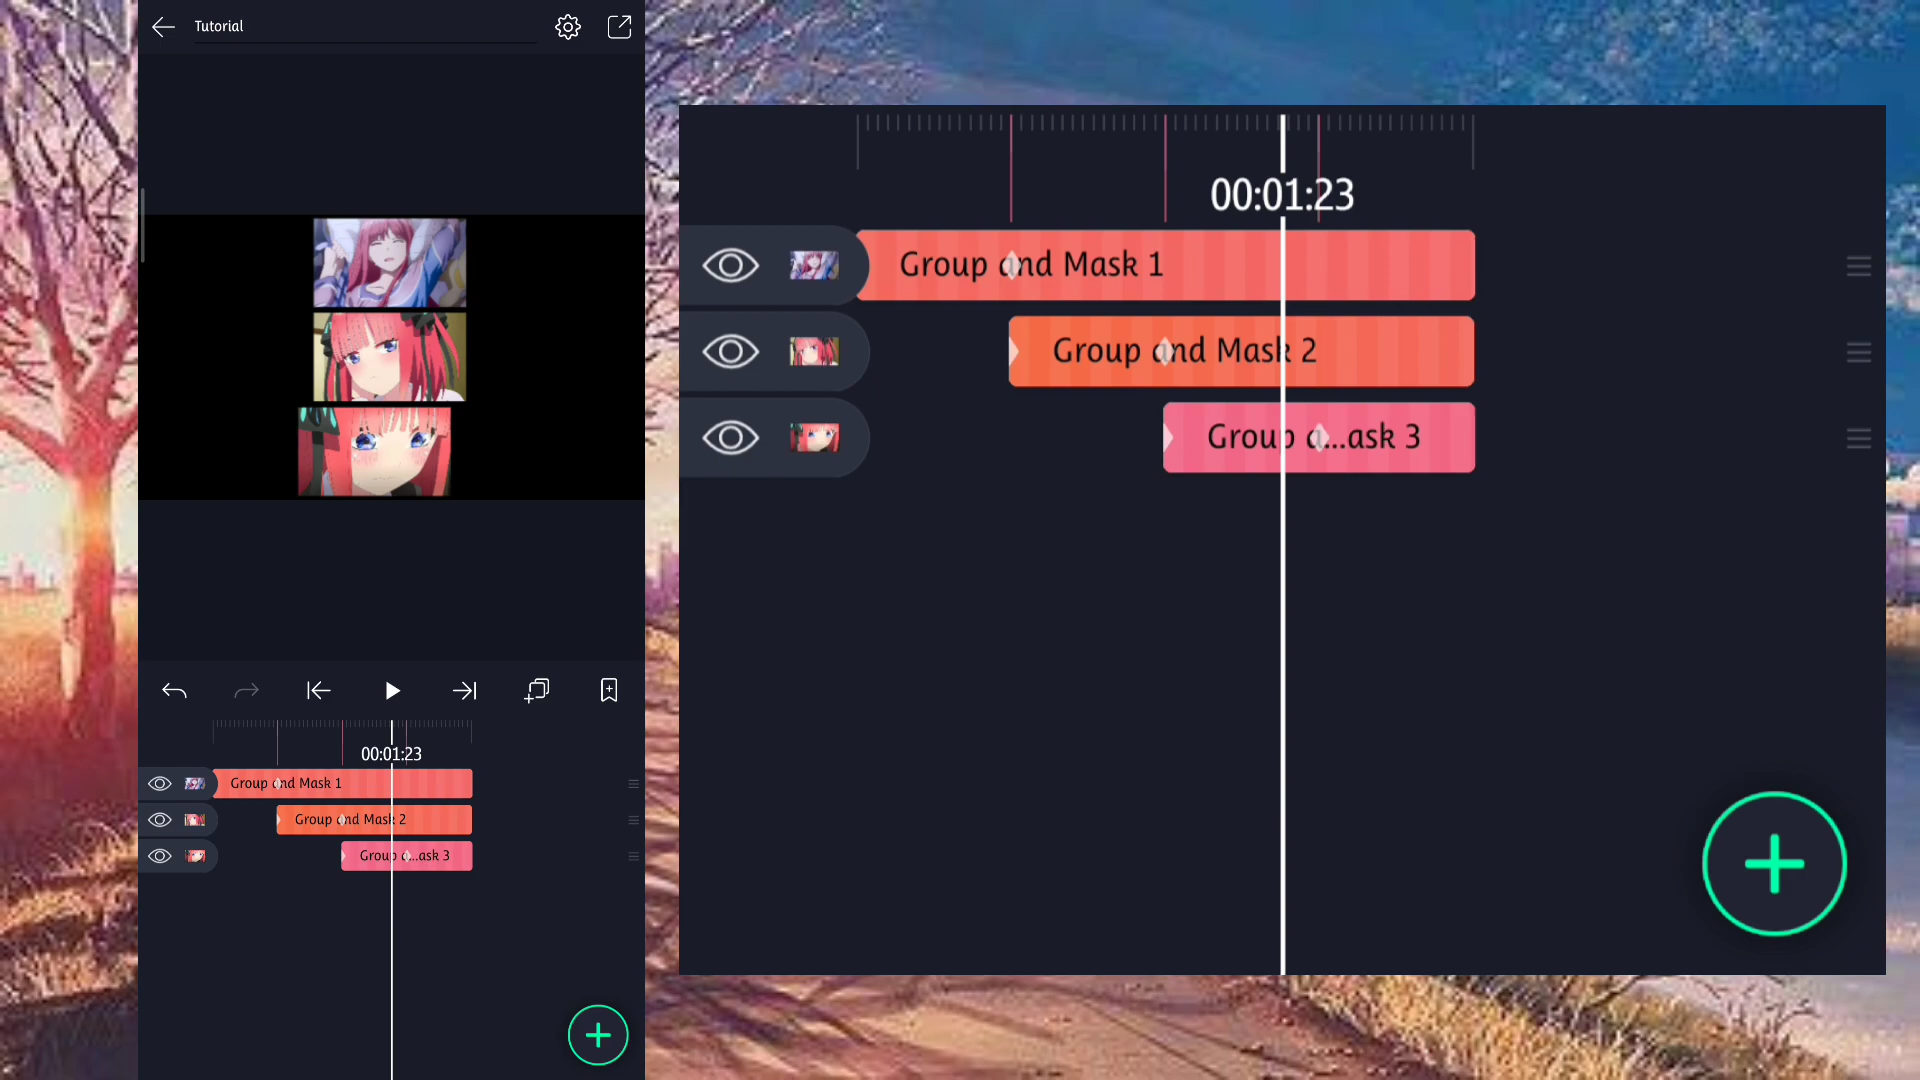 Tutorial
00:01:23
Group and Mask 1
Group and Mask 2
Group a...ask 3
00:01:23
Group and Mask 1
Group and Mask 2
Group a...ask 3